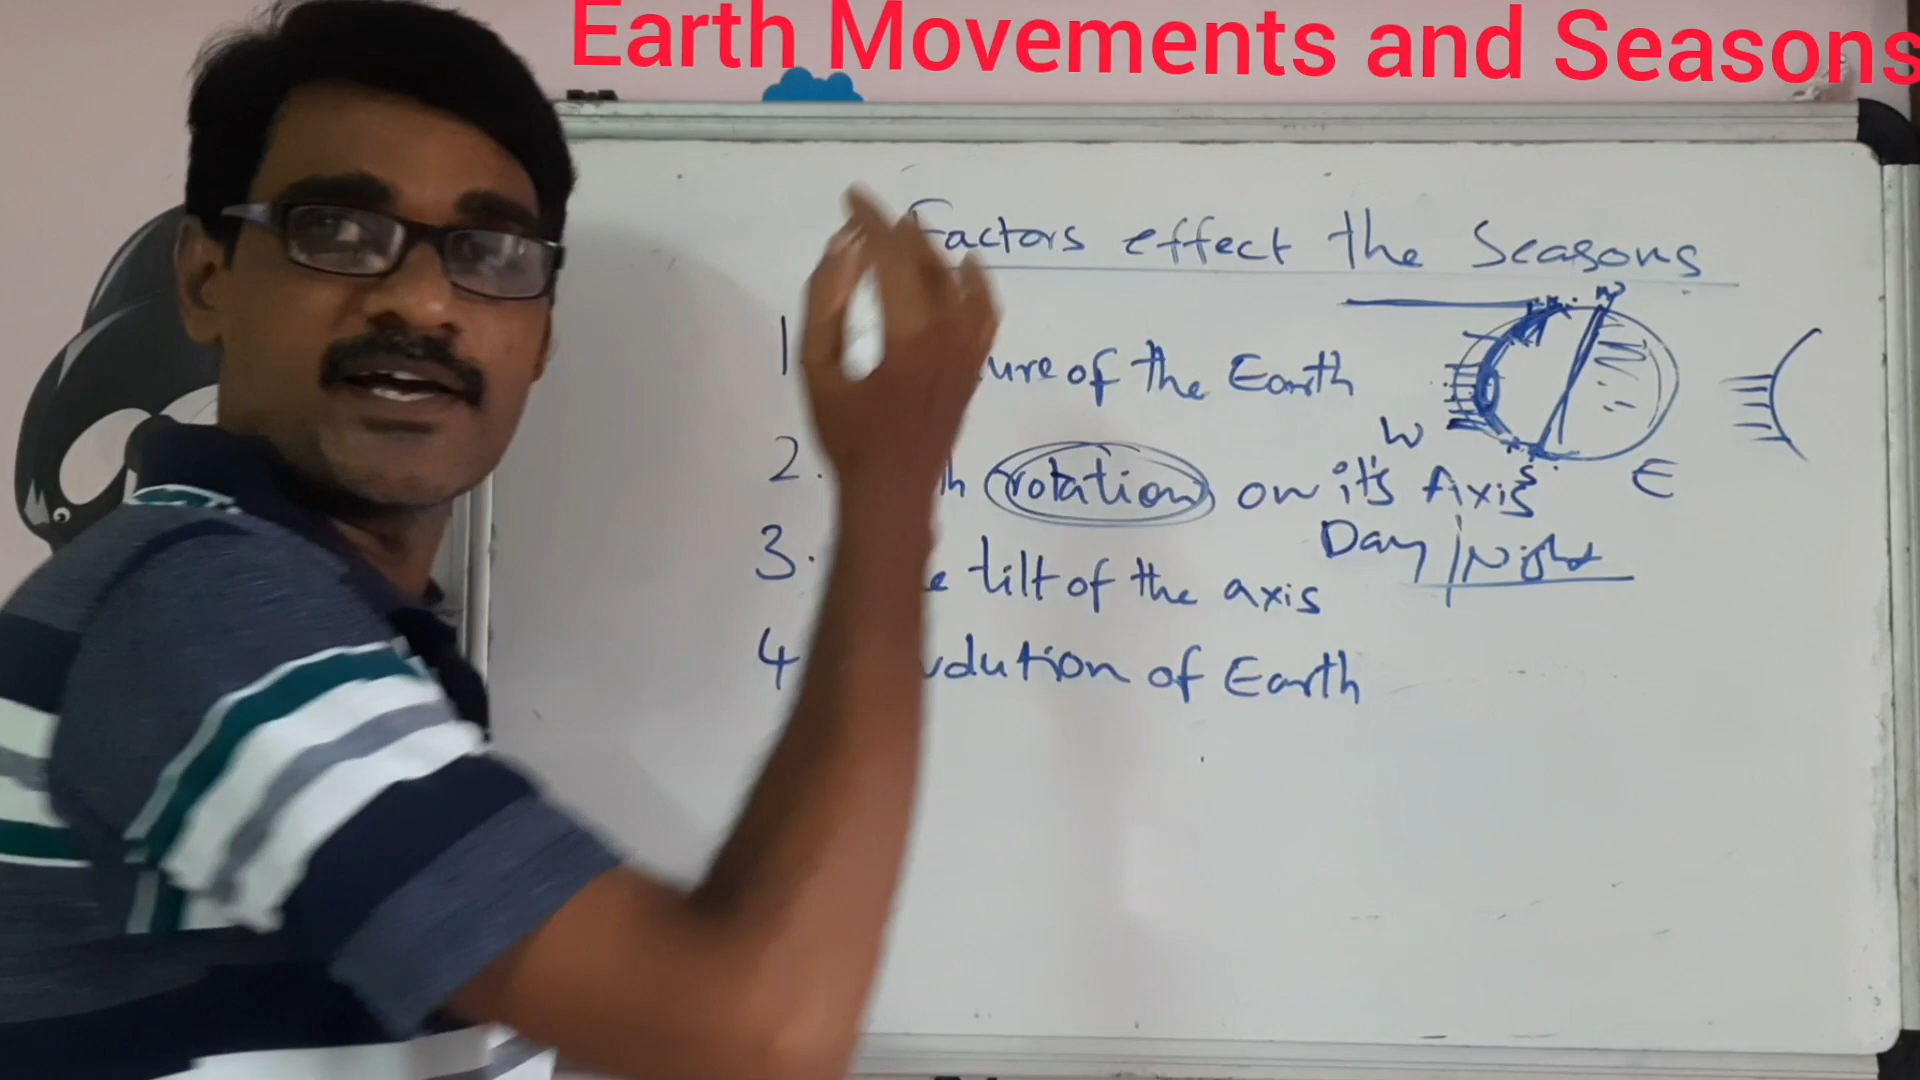 Earth Movements and Seasons
Factors effect the Seasons
1 ure of the Earth
2. h rotation on it's Axis
3. e tilt of the axis
4 volution of Earth
N
W
S
E
Day | Night